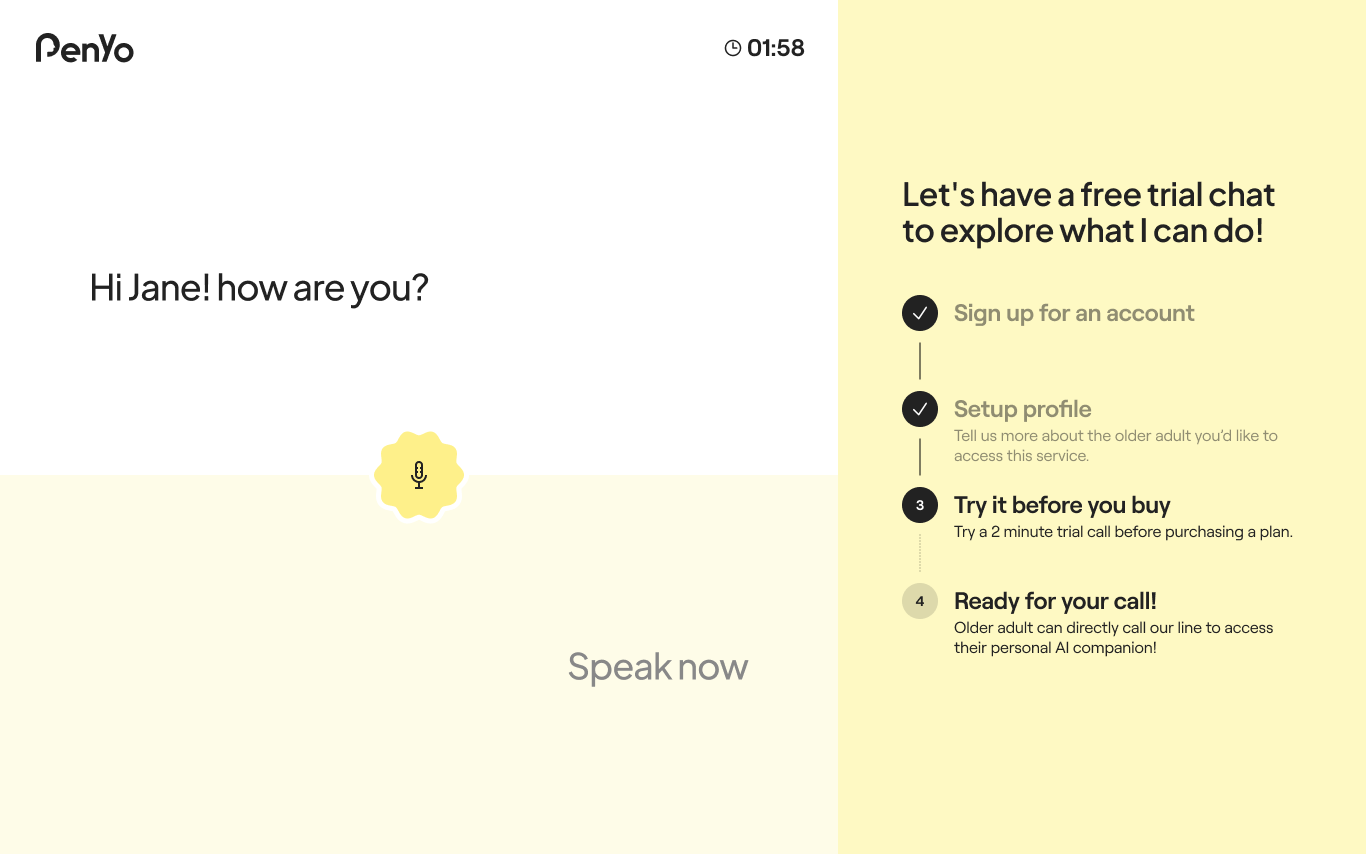 PenYo
01:58
Hi Jane! how are you?
Speak now
Let's have a free trial chat
to explore what I can do!
Sign up for an account
Setup profile
Tell us more about the older adult you’d like to
access this service.
3
Try it before you buy
Try a 2 minute trial call before purchasing a plan.
4
Ready for your call!
Older adult can directly call our line to access
their personal AI companion!